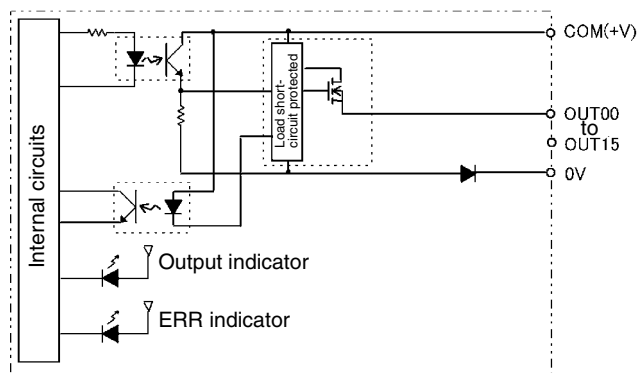 COM(+V)
Load short-
circuit protected
Internal circuits
OUT00
to
OUT15
0V
Output indicator
ERR indicator